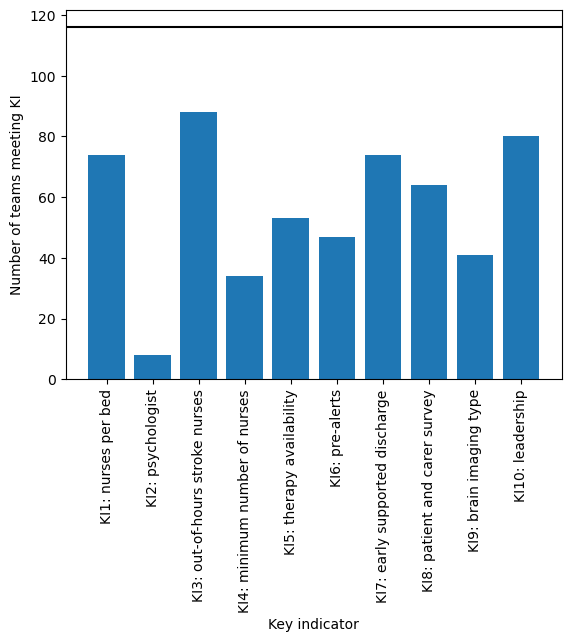 120
100
80
60
40
20
0
Number of teams meeting KI
KI1: nurses per bed
KI2: psychologist
KI3: out-of-hours stroke nurses
KI4: minimum number of nurses
KI5: therapy availability
KI6: pre-alerts
KI7: early supported discharge
KI8: patient and carer survey
KI9: brain imaging type
KI10: leadership
Key indicator